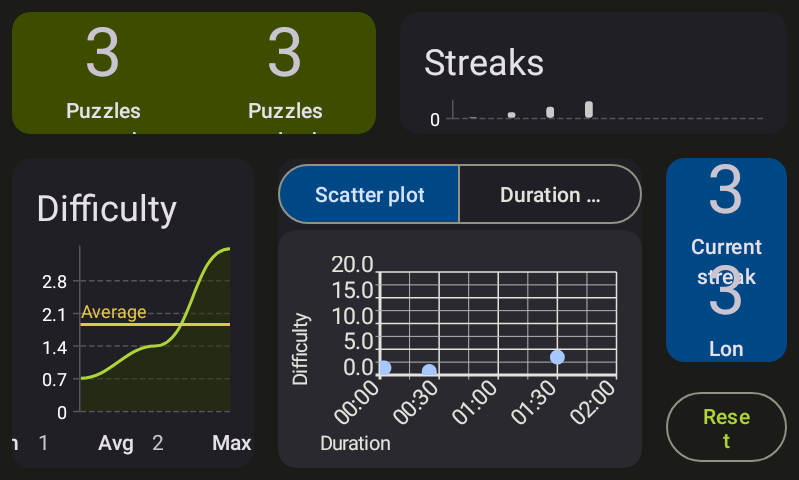 3
Puzzles
3
Puzzles
Streaks
0
Difficulty
2.8
2.1
1.4
0.7
0
Average
1
Avg 2
Max
Scatter plot
Duration ...
20.0
15.0
10.0
5.0
0.0
Difficulty
00:00 00:30 01:00 01:30 02:00
Duration
3
Current
streak
3
Lon
Rese
t